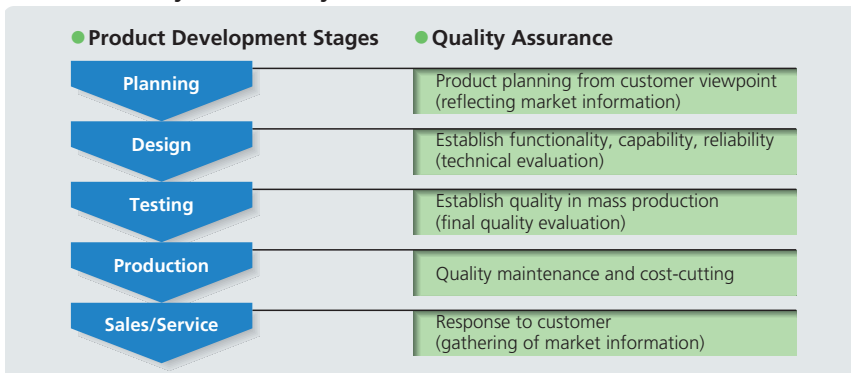 Product Development Stages
Quality Assurance
Planning
Product planning from customer viewpoint
(reflecting market information)
Design
Establish functionality, capability, reliability
(technical evaluation)
Testing
Establish quality in mass production
(final quality evaluation)
Production
Quality maintenance and cost-cutting
Sales/Service
Response to customer
(gathering of market information)